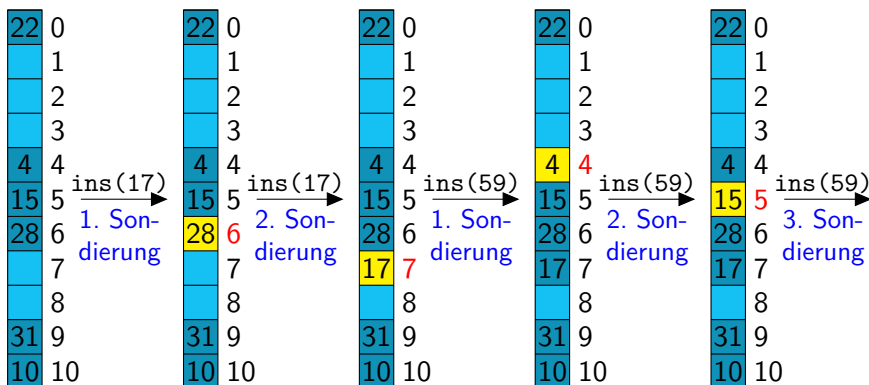 22 0 22 0 22 0 22 0 22 0
1 1 1 1 1
2 2 2 2 2
3 3 3 3 3
4 4 4 4 4 4 4 4 4 4
ins(17) ins(17) ins(59) ins(59) ins(59)
15 5 15 5 15 5 15 5 15 5
1. Son- 2. Son- 1. Son- 2. Son- 3. Son-
28 6 28 6 28 6 28 6 28 6
dierung dierung dierung dierung dierung
7 7 17 7 17 7 17 7
8 8 8 8 8
31 9 31 9 31 9 31 9 31 9
10 10 10 10 10 10 10 10 10 10